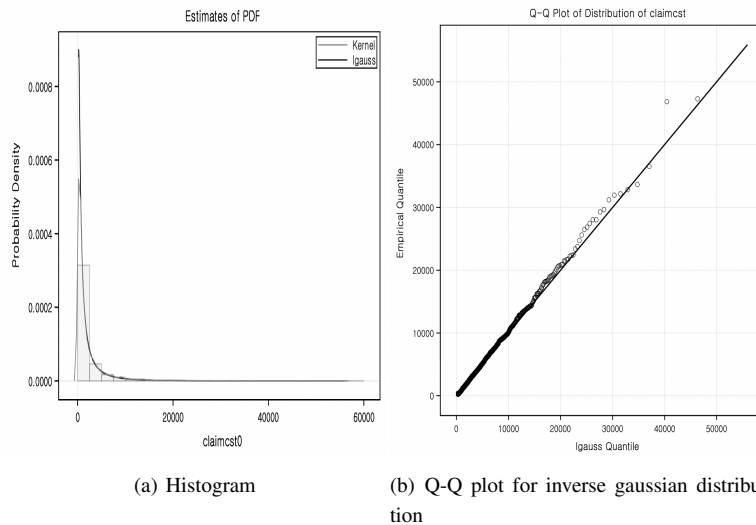 Estimates of PDF
Kernel
Igauss
Probability Density
0.0008
0.0006
0.0004
0.0002
0.0000
0
20000
40000
60000
claimcst0
(a) Histogram
Q-Q Plot of Distribution of claimcst
Empirical Quantile
50000
40000
30000
20000
10000
0
0
10000
20000
30000
40000
50000
Igauss Quantile
(b) Q-Q plot for inverse gaussian distribu
tion